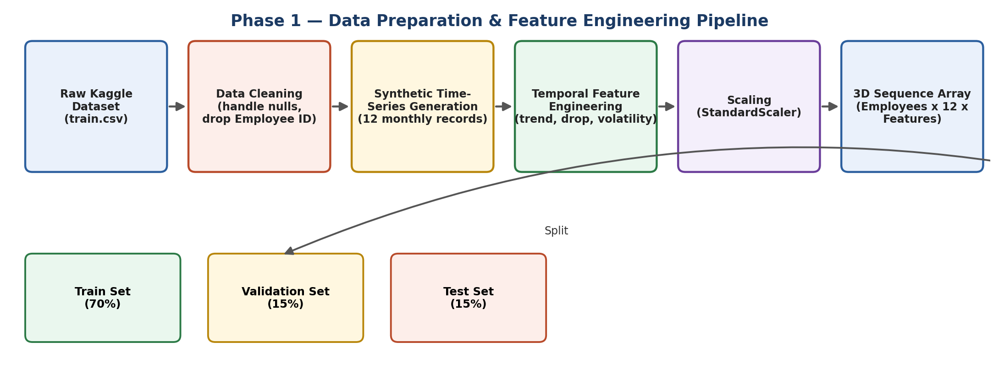 Phase 1 — Data Preparation & Feature Engineering Pipeline
Raw Kaggle
Dataset
(train.csv)
Data Cleaning
(handle nulls,
drop Employee ID)
Synthetic Time-
Series Generation
(12 monthly records)
Temporal Feature
Engineering
(trend, drop, volatility)
Scaling
(StandardScaler)
3D Sequence Array
(Employees x 12 x
Features)
Split
Train Set
(70%)
Validation Set
(15%)
Test Set
(15%)